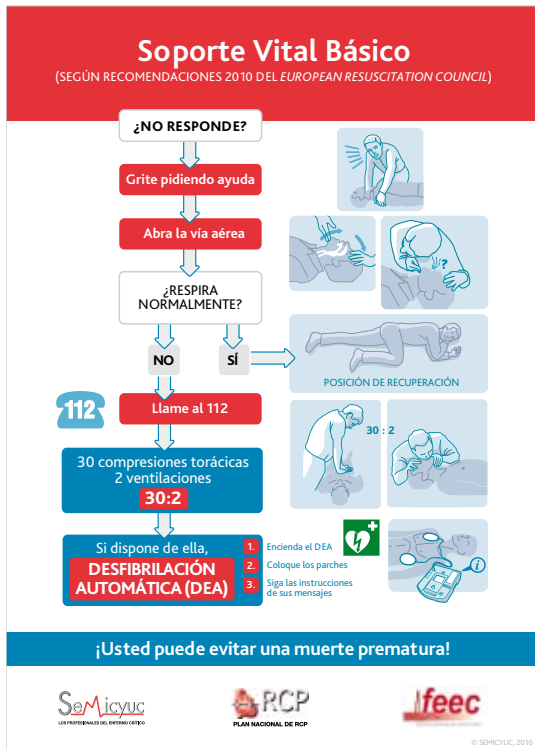 Soporte Vital Básico
(SEGÚN RECOMENDACIONES 2010 DEL EUROPEAN RESUSCITATION COUNCIL)
¿NO RESPONDE?
Grite pidiendo ayuda
Abra la vía aérea
?
¿RESPIRA
NORMALMENTE?
NO
SÍ
POSICIÓN DE RECUPERACIÓN
112
Llame al 112
30 : 2
30 compresiones torácicas
2 ventilaciones
30:2
Si dispone de ella,
DESFIBRILACIÓN
AUTOMÁTICA (DEA)
1. Encienda el DEA
2. Coloque los parches
3. Siga las instrucciones
de sus mensajes
i
¡Usted puede evitar una muerte prematura!
SeMicyuc
LOS PROFESIONALES DEL ENFERMO CRÍTICO
RCP
PLAN NACIONAL DE RCP
feec
© SEMICYUC, 2010